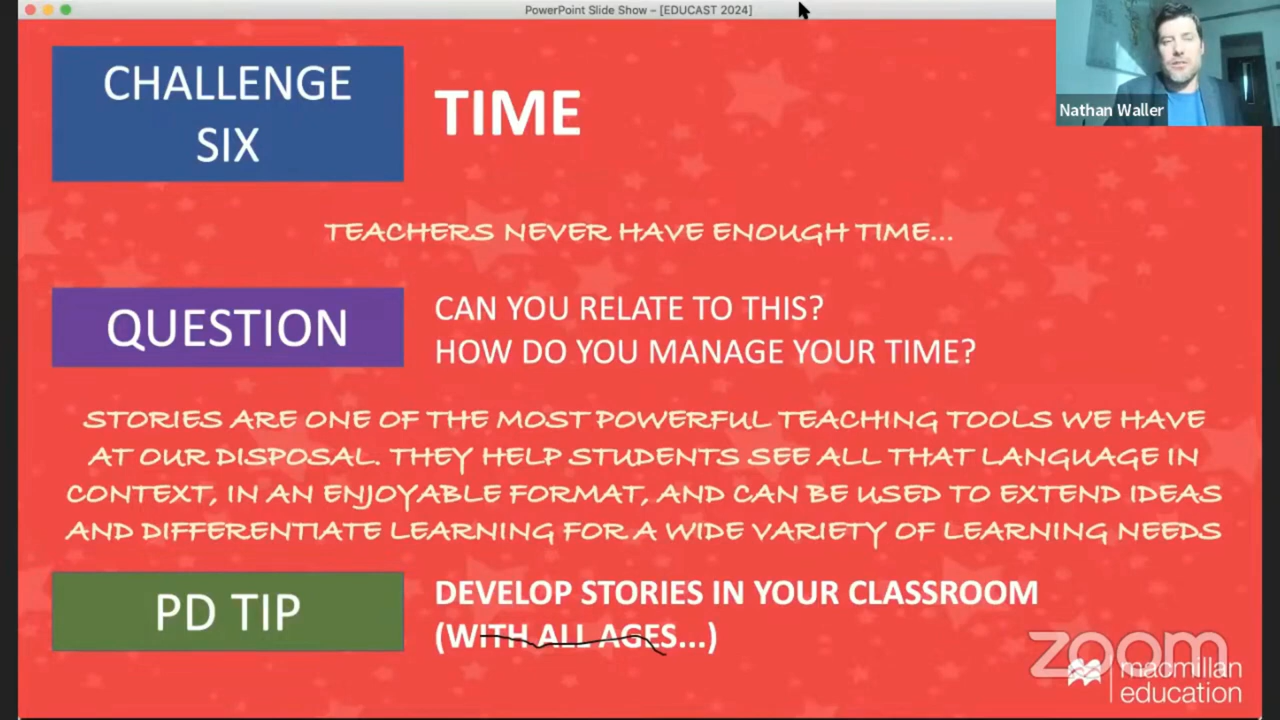 PowerPoint Slide Show – [EDUCAST 2024]
Nathan Waller
CHALLENGE
SIX
TIME
TEACHERS NEVER HAVE ENOUGH TIME...
QUESTION
CAN YOU RELATE TO THIS?
HOW DO YOU MANAGE YOUR TIME?
STORIES ARE ONE OF THE MOST POWERFUL TEACHING TOOLS WE HAVE
AT OUR DISPOSAL. THEY HELP STUDENTS SEE ALL THAT LANGUAGE IN
CONTEXT, IN AN ENJOYABLE FORMAT, AND CAN BE USED TO EXTEND IDEAS
AND DIFFERENTIATE LEARNING FOR A WIDE VARIETY OF LEARNING NEEDS
PD TIP
DEVELOP STORIES IN YOUR CLASSROOM
(WITH ALL AGES...)
zoom
macmillan
education